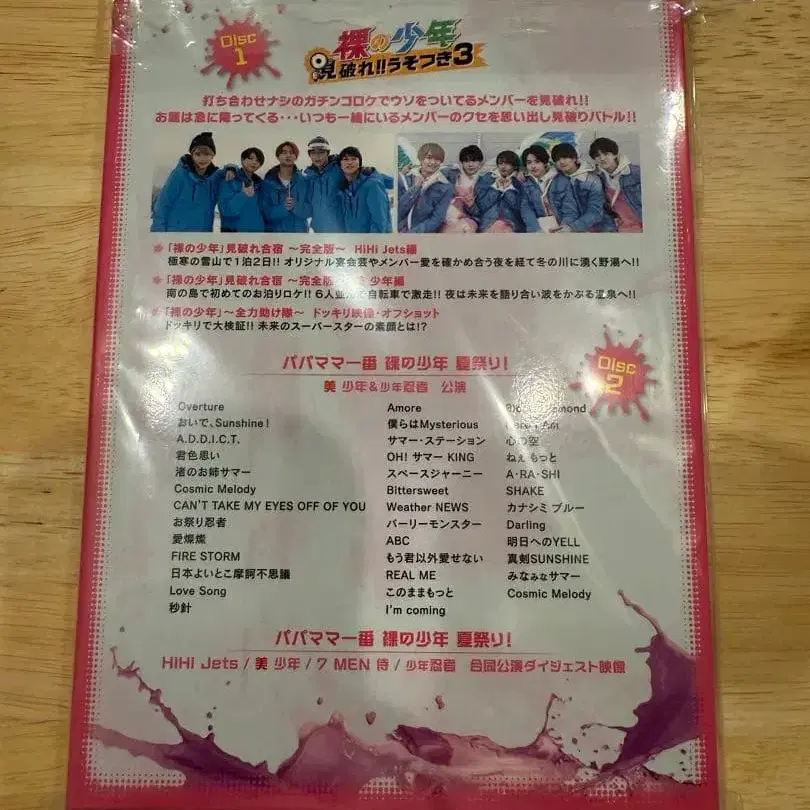 Disc
1
裸の少年
見破れ!!うそつき3
打ち合わせナシのガチンコロケでウソをついてるメンバーを見破れ!!
お題は急に降ってくる･･･いつも一緒にいるメンバーのクセを思い出し見破りバトル!!
「裸の少年」見破れ合宿 ～完全版～ HiHi Jets編
極寒の雪山で1泊2日!! オリジナル宴会芸やメンバー愛を確かめ合う夜を経て冬の川に湧く野湯へ!!
「裸の少年」見破れ合宿 ～完全版 少年編
南の島で初めてのお泊りロケ!! 6人並んで自転車で激走!! 夜は未来を語り合い波をかぶる温泉へ!!
「裸の少年」～全力助け隊～ ドッキリ映像・オフショット
ドッキリで大検証!! 未来のスーパースターの素顔とは!?
パパママ一番 裸の少年 夏祭り!
Disc
2
美 少年&少年忍者 公演
Overture
おいで、Sunshine!
A.D.D.I.C.T.
君色思い
渚のお姉サマー
Cosmic Melody
CAN'T TAKE MY EYES OFF OF YOU
お祭り忍者
愛燦燦
FIRE STORM
日本よいとこ摩訶不思議
Love Song
秒針
Amore
僕らはMysterious
サマー・ステーション
OH! サマー KING
スペースジャーニー
Bittersweet
Weather NEWS
パーリーモンスター
ABC
もう君以外愛せない
REAL ME
このままもっと
I'm coming
Am
心の空
ねぇ もっと
A・RA・SHI
SHAKE
カナシミ ブルー
Darling
明日へのYELL
真剣SUNSHINE
みなみなサマー
Cosmic Melody
パパママ一番 裸の少年 夏祭り!
HiHi Jets / 美 少年 / 7 MEN 侍 / 少年忍者 合同公演ダイジェスト映像